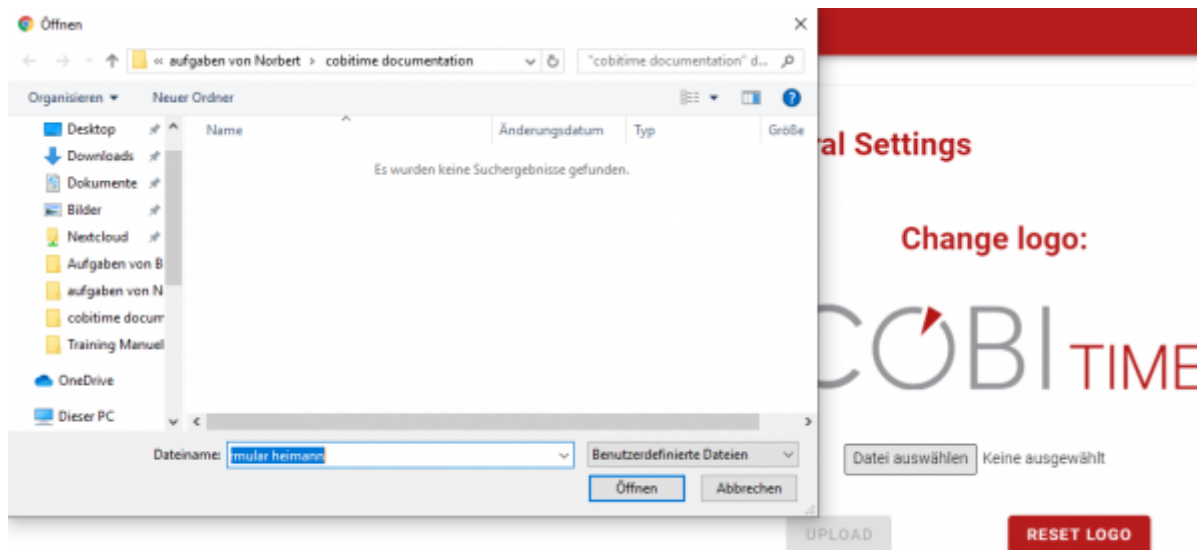 Öffnen
« aufgaben von Norbert › cobitime documentation
"cobitime documentation" d...
Organisieren
Neuer Ordner
Name
Änderungsdatum
Typ
Größe
Es wurden keine Suchergebnisse gefunden.
Desktop
Downloads
Dokumente
Bilder
Nextcloud
Aufgaben von B
aufgaben von N
cobitime docum
Training Manuel
OneDrive
Dieser PC
Dateiname: rmular heimann
Benutzerdefinierte Dateien
Öffnen
Abbrechen
ral Settings
Change logo:
COBI TIME
Datei auswählen Keine ausgewählt
UPLOAD
RESET LOGO